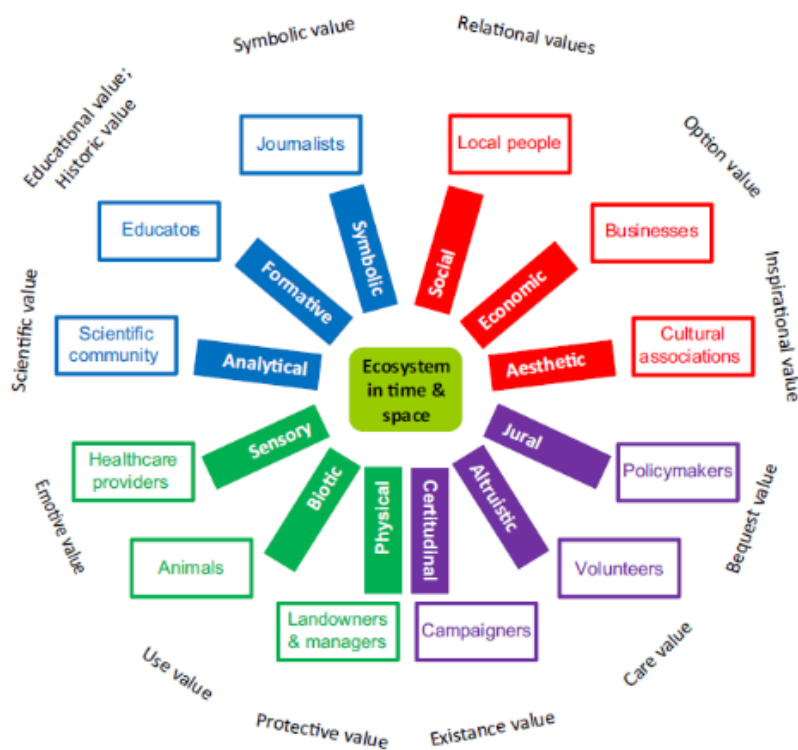 Symbolic value
Relational values
Educational value;
Historic value
Option value
Journalists
Local people
Educators
Businesses
Symbolic
Social
Formative
Economic
Scientific value
Inspirational value
Scientific
community
Analytical
Ecosystem
in time &
space
Aesthetic
Cultural
associations
Sensory
Jural
Healthcare
providers
Policymakers
Biotic
Physical
Certitudinal
Altruistic
Emotive value
Bequest value
Animals
Volunteers
Landowners
& managers
Campaigners
Use value
Care value
Protective value
Existance value